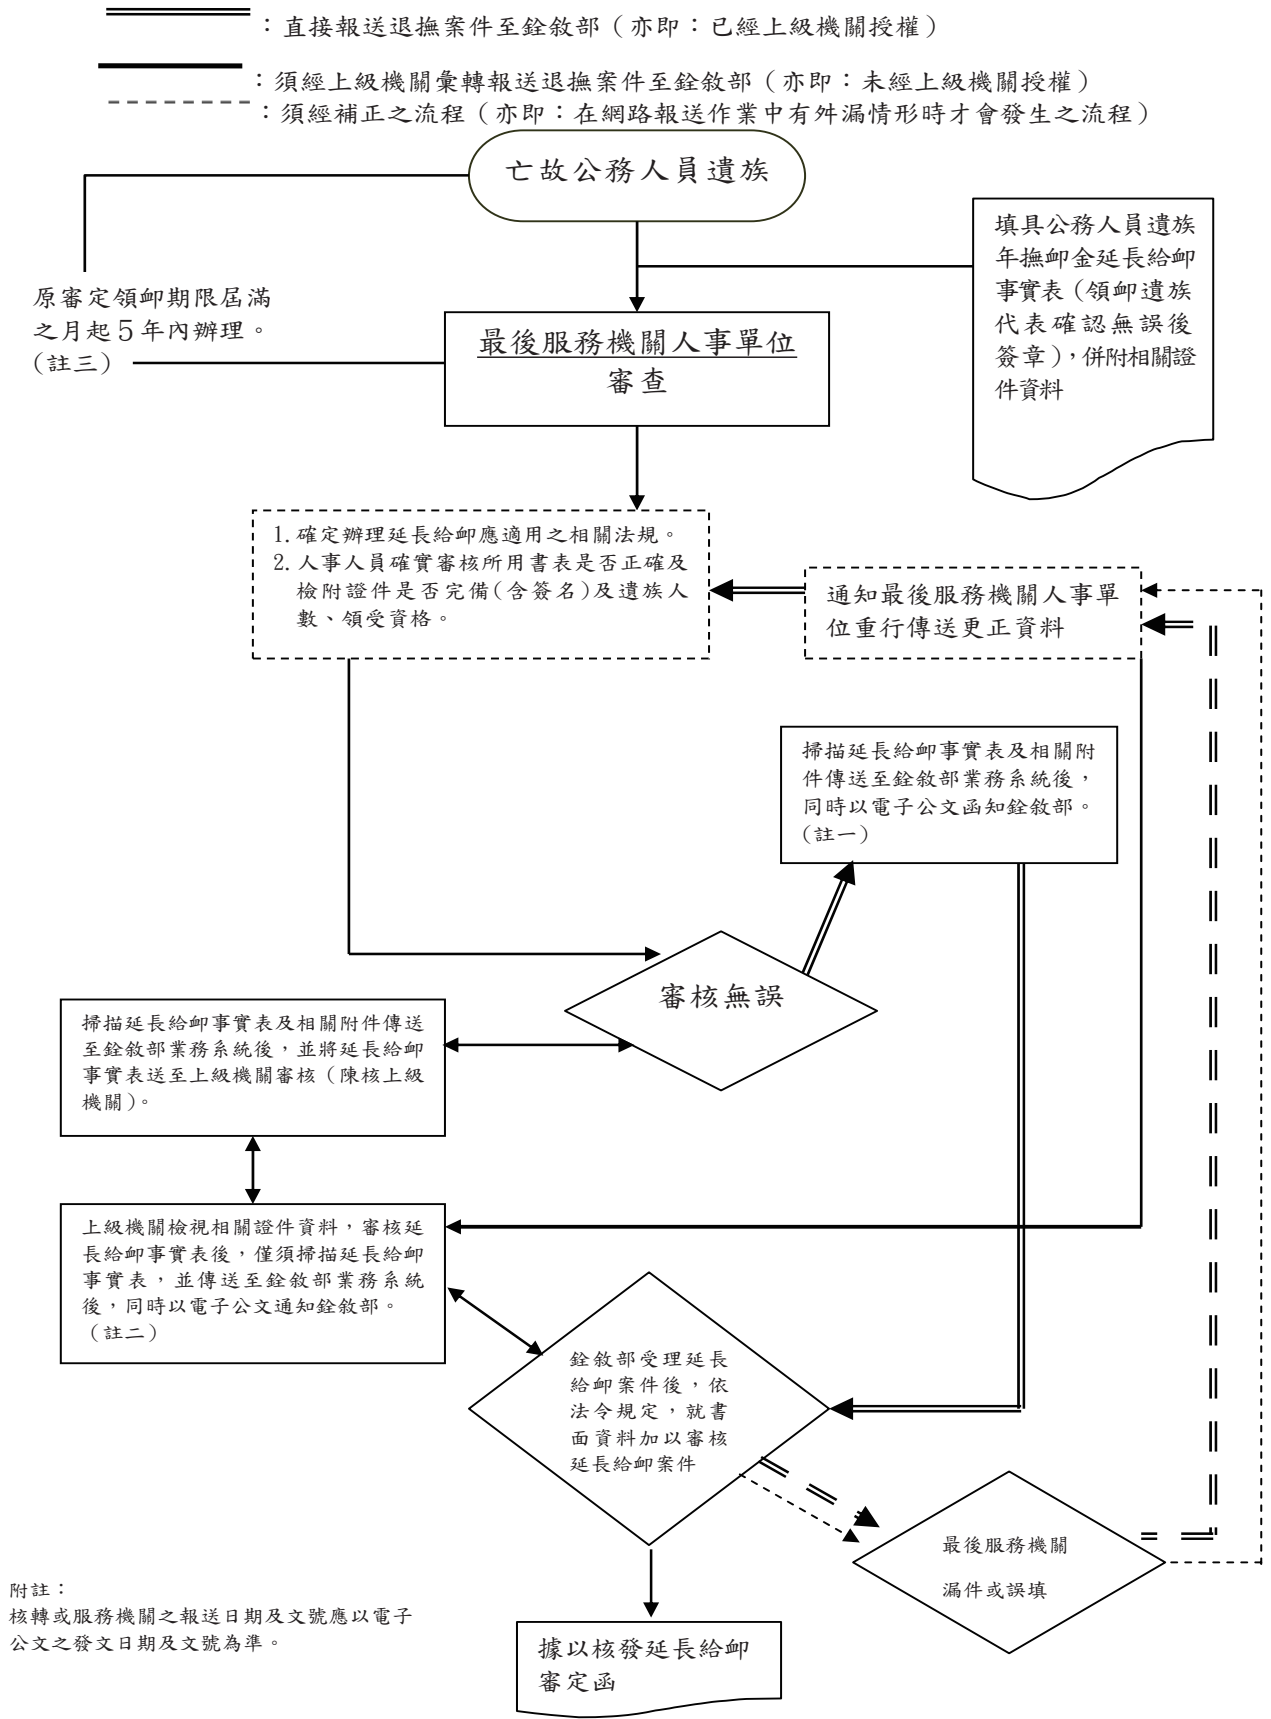 ：直接報送退撫案件至銓敘部（亦即：已經上級機關授權）
：須經上級機關彙轉報送退撫案件至銓敘部（亦即：未經上級機關授權）
：須經補正之流程（亦即：在網路報送作業中有舛漏情形時才會發生之流程）
亡故公務人員遺族
填具公務人員遺族
年撫卹金延長給卹
事實表（領卹遺族
代表確認無誤後
簽章），併附相關證
件資料
原審定領卹期限屆滿
之月起５年內辦理。
(註三)
最後服務機關人事單位
審查
1.確定辦理延長給卹應適用之相關法規。
2.人事人員確實審核所用書表是否正確及
檢附證件是否完備(含簽名)及遺族人
數、領受資格。
通知最後服務機關人事單
位重行傳送更正資料
掃描延長給卹事實表及相關附
件傳送至銓敘部業務系統後，
同時以電子公文函知銓敘部。
(註一)
審核無誤
掃描延長給卹事實表及相關附件傳送
至銓敘部業務系統後，並將延長給卹
事實表送至上級機關審核（陳核上級
機關）。
上級機關檢視相關證件資料，審核延
長給卹事實表後，僅須掃描延長給卹
事實表，並傳送至銓敘部業務系統
後，同時以電子公文通知銓敘部。
（註二）
銓敘部受理延長
給卹案件後，依
法令規定，就書
面資料加以審核
延長給卹案件
最後服務機關
漏件或誤填
附註：
核轉或服務機關之報送日期及文號應以電子
公文之發文日期及文號為準。
據以核發延長給卹
審定函